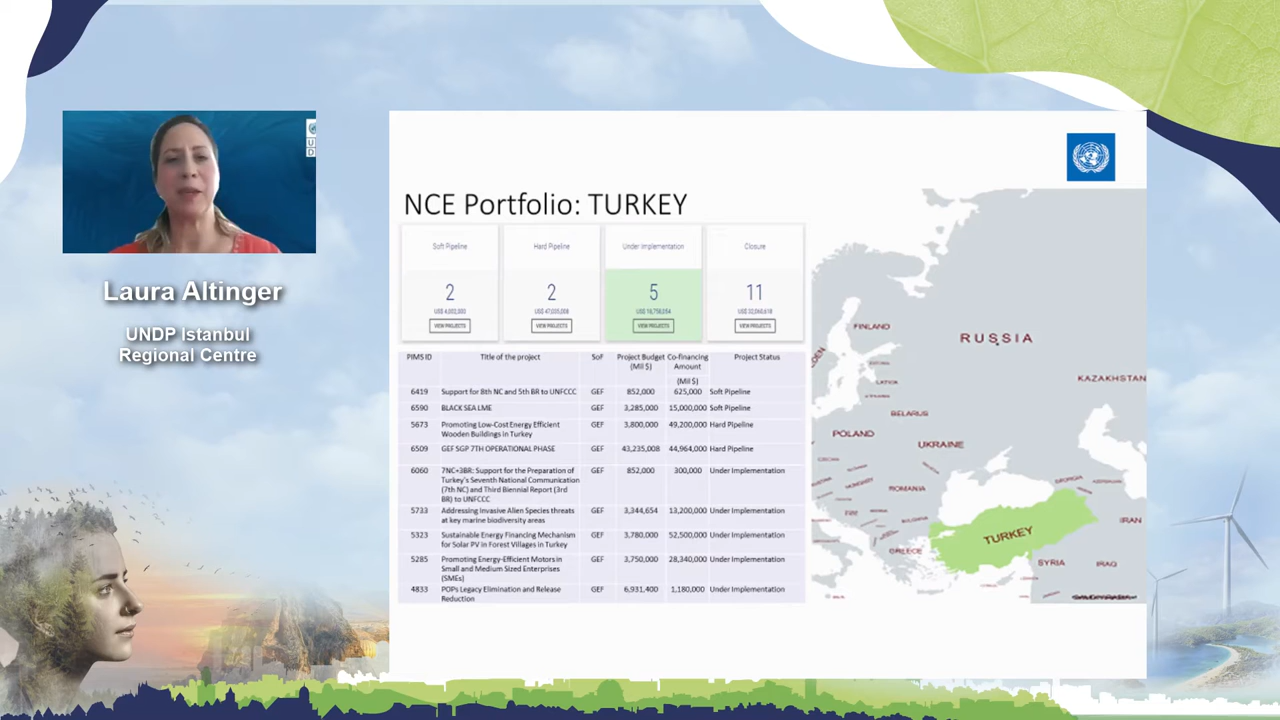 Laura Altinger
UNDP Istanbul
Regional Centre
NCE Portfolio: TURKEY
Soft Pipeline
2
VIEW PROJECTS
Hard Pipeline
2
VIEW PROJECTS
Under Implementation
5
VIEW PROJECTS
Closure
11
VIEW PROJECTS
PIMS ID Title of the project SoF Project Budget (Mil $) Co-financing Amount (Mil $) Project Status
6419 Support for 8th NC and 5th BR to UNFCCC GEF 852,000 625,000 Soft Pipeline
6590 BLACK SEA LME GEF 3,285,000 15,000,000 Soft Pipeline
5673 Promoting Low-Cost Energy Efficient GEF 3,800,000 49,200,000 Hard Pipeline
Wooden Buildings in Turkey
6509 GEF SGP 7TH OPERATIONAL PHASE GEF 43,235,008 44,964,000 Hard Pipeline
6060 7NC+3BR: Support for the Preparation of GEF 852,000 300,000 Under Implementation
Turkey's Seventh National Communication
(7th NC) and Third Biennial Report (3rd
BR) to UNFCCC
5733 Addressing Invasive Alien Species threats GEF 3,344,654 13,200,000 Under Implementation
at key marine biodiversity areas
5323 Sustainable Energy Financing Mechanism GEF 3,780,000 52,500,000 Under Implementation
for Solar PV in Forest Villages in Turkey
5285 Promoting Energy-Efficient Motors in GEF 3,750,000 28,340,000 Under Implementation
Small and Medium Sized Enterprises
(SMEs)
4833 POPs Legacy Elimination and Release GEF 6,931,400 1,180,000 Under Implementation
Reduction
FINLAND
RUSSIA
KAZAKHSTAN
LATVIA
BELARUS
POLAND
UKRAINE
ROMANIA
GEORGIA
TURKEY
GREECE
IRAN
SYRIA
IRAQ